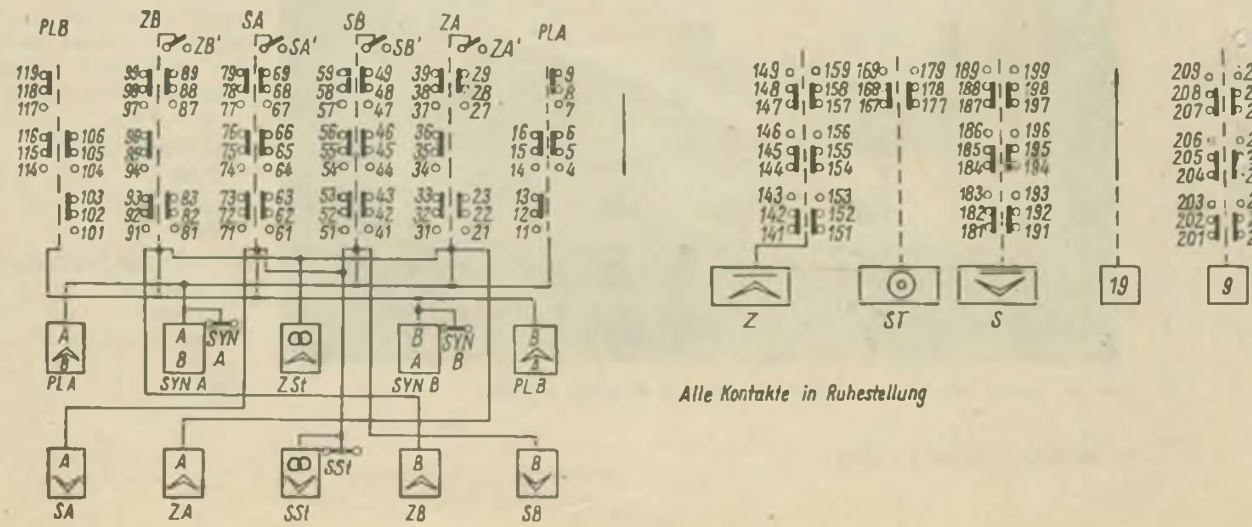 PLB ZB SA SB ZA PLA
ZB' SA' SB' ZA'
119 99 89 79 69 59 49 39 29 9
118 98 88 78 68 58 48 38 28 8
117 97 87 77 67 57 47 37 27 7
116 106 76 66 56 46 36 16 6
115 105 75 65 55 45 35 15 5
114 104 94 74 64 54 44 34 14 4
103 93 83 73 63 53 43 33 23 13
102 92 82 72 62 52 42 32 22 12
101 91 81 71 61 51 41 31 21 11
149 159 169 179 189 199 209
148 158 168 178 188 198 208
147 157 167 177 187 197 207
146 156 186 196 206
145 155 185 195 205
144 154 184 194 204
143 153 183 193 203
142 152 182 192 202
141 151 181 191 201
Z ST S 19 9
A B A B SYN A B A SYN B B A
PLA SYN A ZSt SYN B PLB
Alle Kontakte in Ruhestellung
A A SSt B B
SA ZA SSt ZB SB